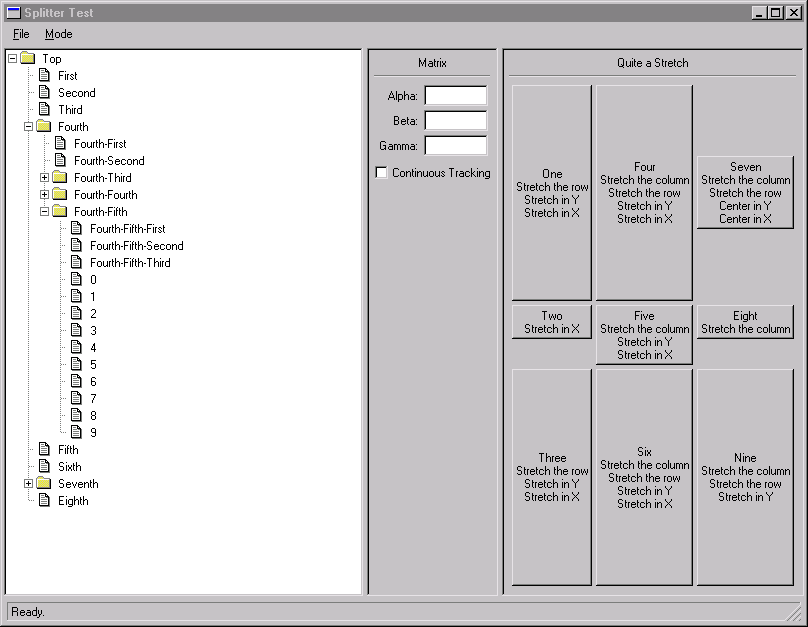 Splitter Test
File Mode
Top
First
Second
Third
Fourth
Fourth-First
Fourth-Second
Fourth-Third
Fourth-Fourth
Fourth-Fifth
Fourth-Fifth-First
Fourth-Fifth-Second
Fourth-Fifth-Third
0
1
2
3
4
5
6
7
8
9
Fifth
Sixth
Seventh
Eighth
Matrix
Alpha:
Beta:
Gamma:
Continuous Tracking
Quite a Stretch
One
Stretch the row
Stretch in Y
Stretch in X
Four
Stretch the column
Stretch the row
Stretch in Y
Stretch in X
Seven
Stretch the column
Stretch the row
Center in Y
Center in X
Two
Stretch in X
Five
Stretch the column
Stretch in Y
Stretch in X
Eight
Stretch the column
Three
Stretch the row
Stretch in Y
Stretch in X
Six
Stretch the column
Stretch the row
Stretch in Y
Stretch in X
Nine
Stretch the column
Stretch the row
Stretch in Y
Ready.